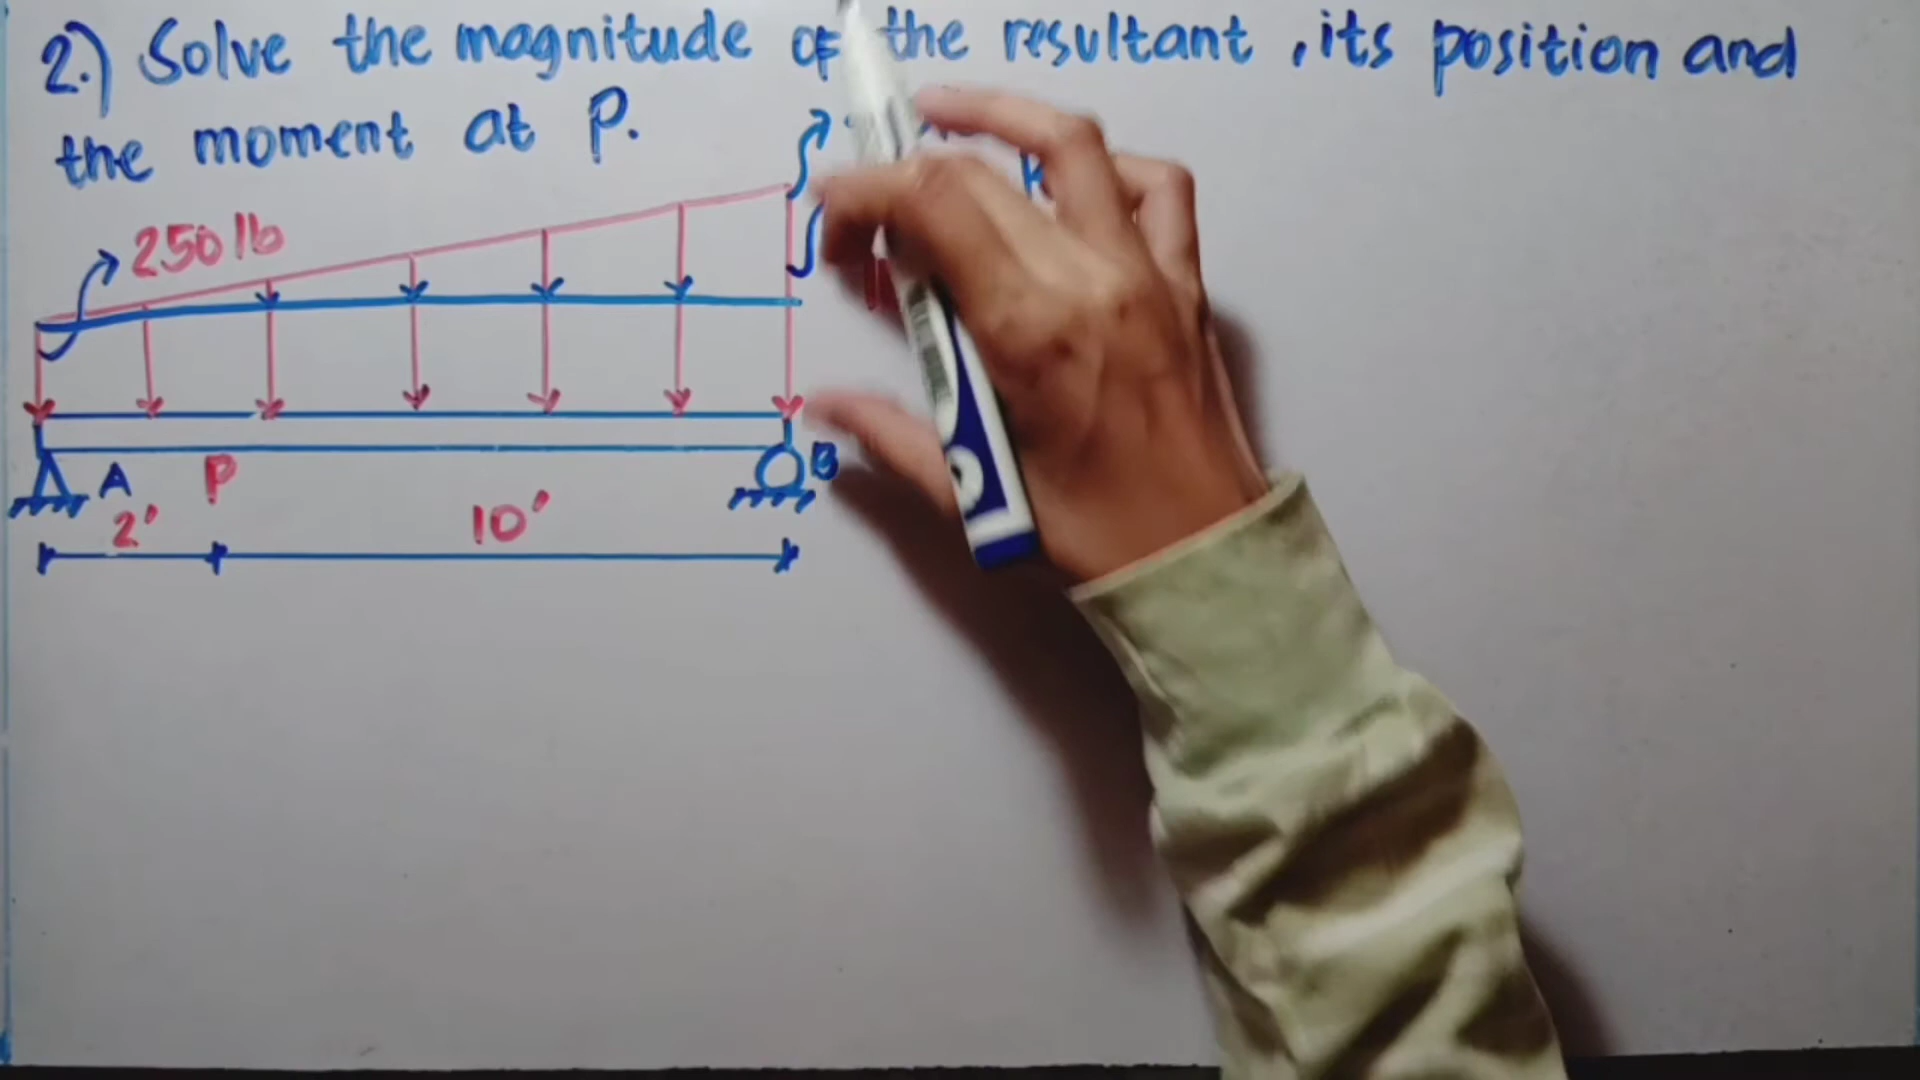 2.) Solve the magnitude of the resultant, its position and
the moment at P.
250 lb
A
P
B
2'
10'